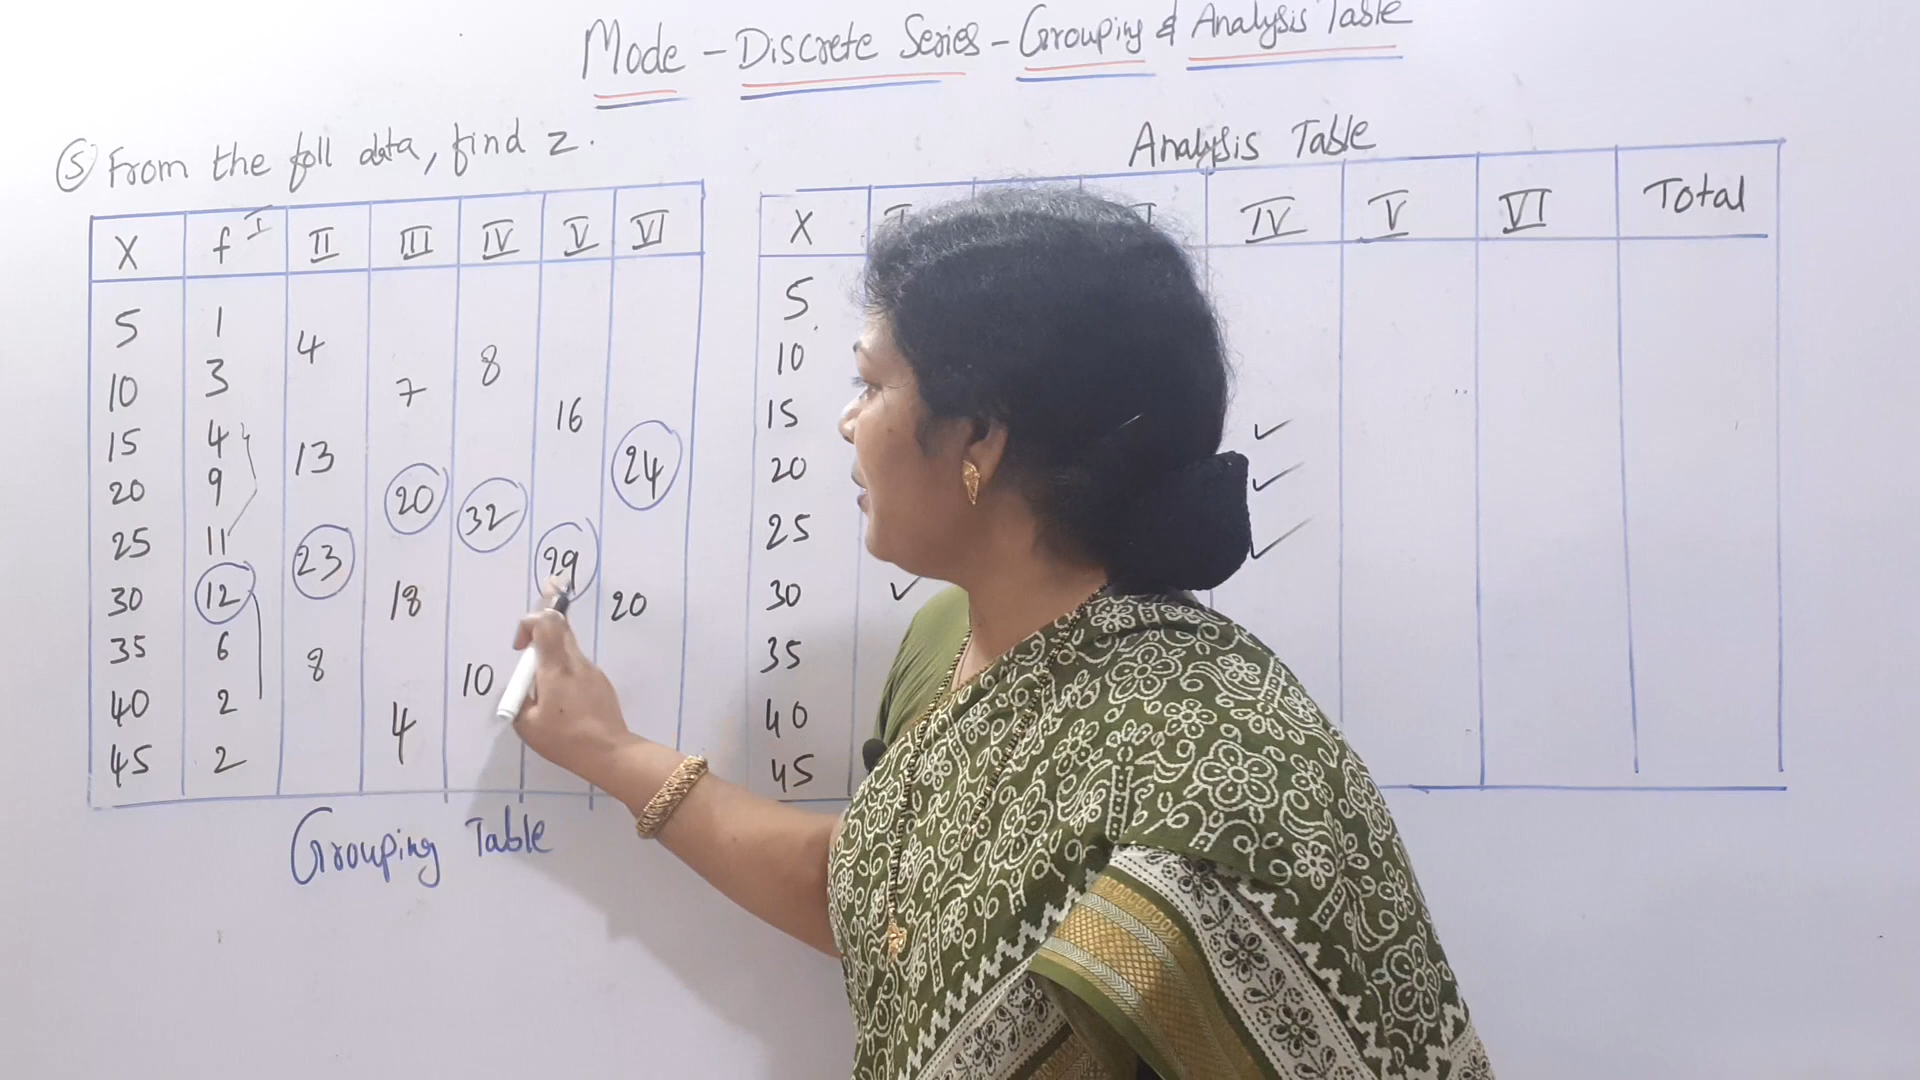 Mode - Discrete Series - Grouping & Analysis Table
⑤ From the foll data, find z.
X f I II III IV V VI
5 1
4
10 3 7 8
15 4 13 16
20 9 20 32 24
25 11 23 29
30 12 18 20
35 6 8 10
40 2 4
45 2
Grouping Table
Analysis Table
X IV V VI Total
5
10
15 ✓
20 ✓
25 ✓
30 ✓
35
40
45